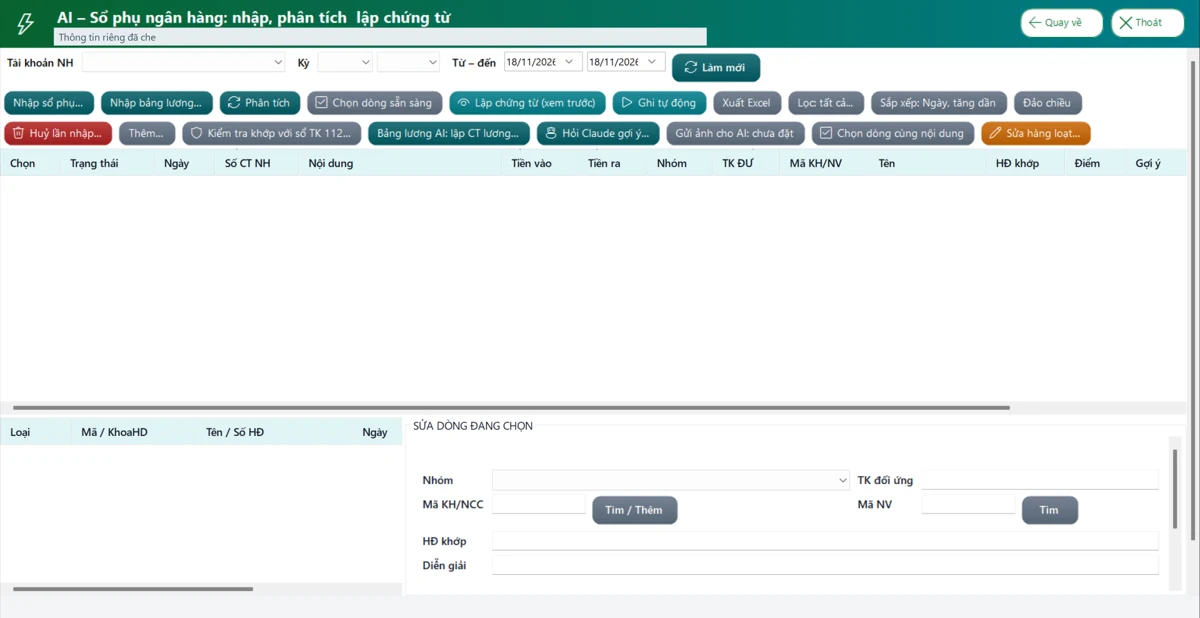 AI – Sổ phụ ngân hàng: nhập, phân tích lập chứng từ
Thông tin riêng đã che
Quay về
Thoát
Tài khoản NH
Kỳ
Từ – đến
18/11/2026
18/11/2026
Làm mới
Nhập sổ phụ...
Nhập bảng lương...
Phân tích
Chọn dòng sẵn sàng
Lập chứng từ (xem trước)
Ghi tự động
Xuất Excel
Lọc: tất cả...
Sắp xếp: Ngày, tăng dần
Đảo chiều
Huỷ lần nhập...
Thêm...
Kiểm tra khớp với sổ TK 112...
Bảng lương AI: lập CT lương...
Hỏi Claude gợi ý...
Gửi ảnh cho AI: chưa đặt
Chọn dòng cùng nội dung
Sửa hàng loạt...
Chọn
Trạng thái
Ngày
Số CT NH
Nội dung
Tiền vào
Tiền ra
Nhóm
TK ĐƯ
Mã KH/NV
Tên
HĐ khớp
Điểm
Gợi ý
Loại
Mã / KhoaHD
Tên / Số HĐ
Ngày
SỬA DÒNG ĐANG CHỌN
Nhóm
TK đối ứng
Mã KH/NCC
Tìm / Thêm
Mã NV
Tìm
HĐ khớp
Diễn giải